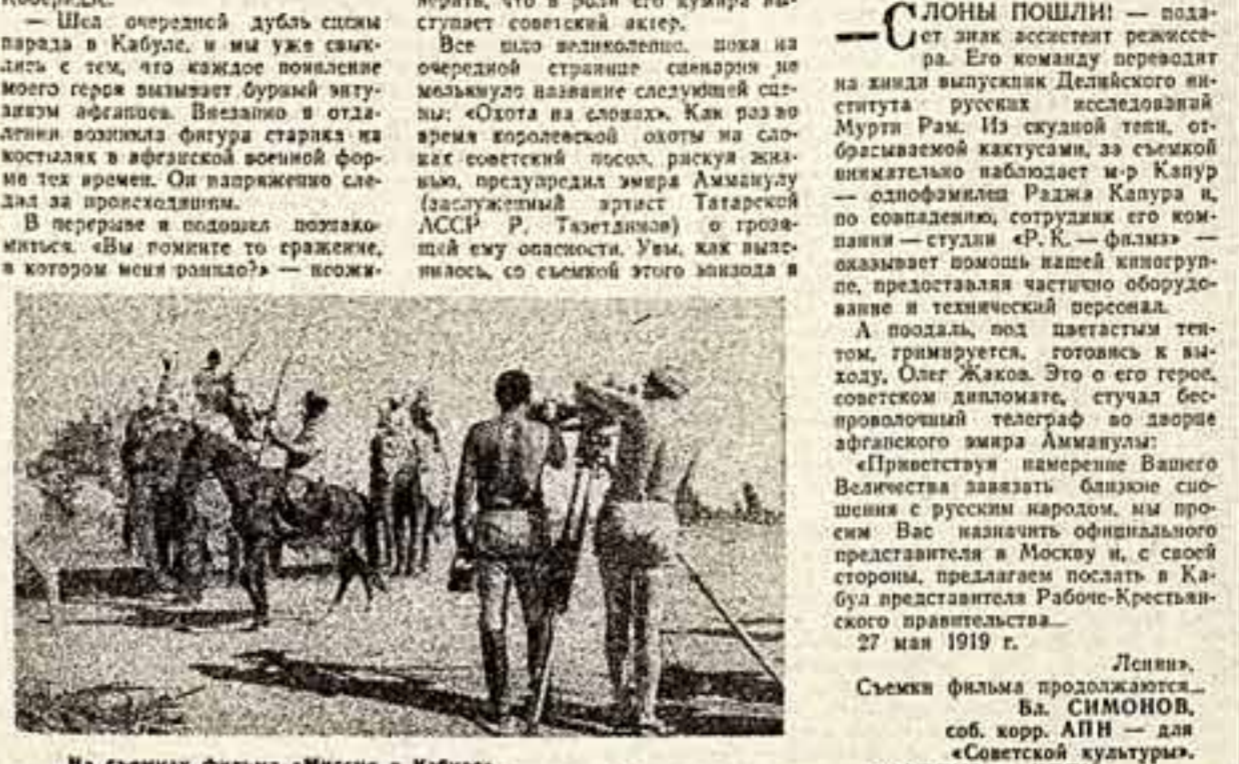 — Шел очередной дубль сцены
парада в Кабуле, и мы уже свык-
лись с тем, что каждое появление
моего героя вызывает бурный энту-
зиазм афганцев. Внезапно в отда-
лении возникла фигура старика на
костылях в афганской военной фор-
ме тех времен. Он напряженно сле-
дил за происходящим.
В перерыве я подошел познако-
миться. «Вы помните то сражение,
в котором меня ранило?» — неожи-
ступает советский актер.
Все шло великолепно, пока на
очередной странице сценария не
мелькнуло название следующей сце-
ны: «Охота на слонах». Как раз во
время королевской охоты на сло-
нах советский посол, рискуя жиз-
нью, предупредил эмира Аммануллу
(заслуженный артист Татарской
АССР Р. Тазетдинов) о грозя-
щей ему опасности. Увы, как выяс-
нилось, со съемкой этого эпизода в
— СЛОНЫ ПОШЛИ! — пода-
ет знак ассистент режиссе-
ра. Его команду переводит
на хинди выпускник Делийского ин-
ститута русских исследований
Мурти Рам. Из скудной тени, от-
брасываемой кактусами, за съемкой
внимательно наблюдает м-р Капур
— однофамилец Раджа Капура и,
по совпадению, сотрудник его ком-
пании — студии «Р. К. — филмз» —
оказывает помощь нашей киногруп-
пе, предоставляя частично оборудо-
вание и технический персонал.
А поодаль, под цветастым тен-
том, гримируется, готовясь к вы-
ходу, Олег Жаков. Это о его герое,
советском дипломате, стучал бес-
проволочный телеграф во дворце
афганского эмира Аммануллы:
«Приветствуя намерение Вашего
Величества завязать близкие сно-
шения с русским народом, мы про-
сим Вас назначить официального
представителя в Москву и, с своей
стороны, предлагаем послать в Ка-
бул представителя Рабоче-Крестьян-
ского правительства...
27 мая 1919 г.
Ленин».
Съемки фильма продолжаются...
Вл. СИМОНОВ,
соб. корр. АПН — для
«Советской культуры».